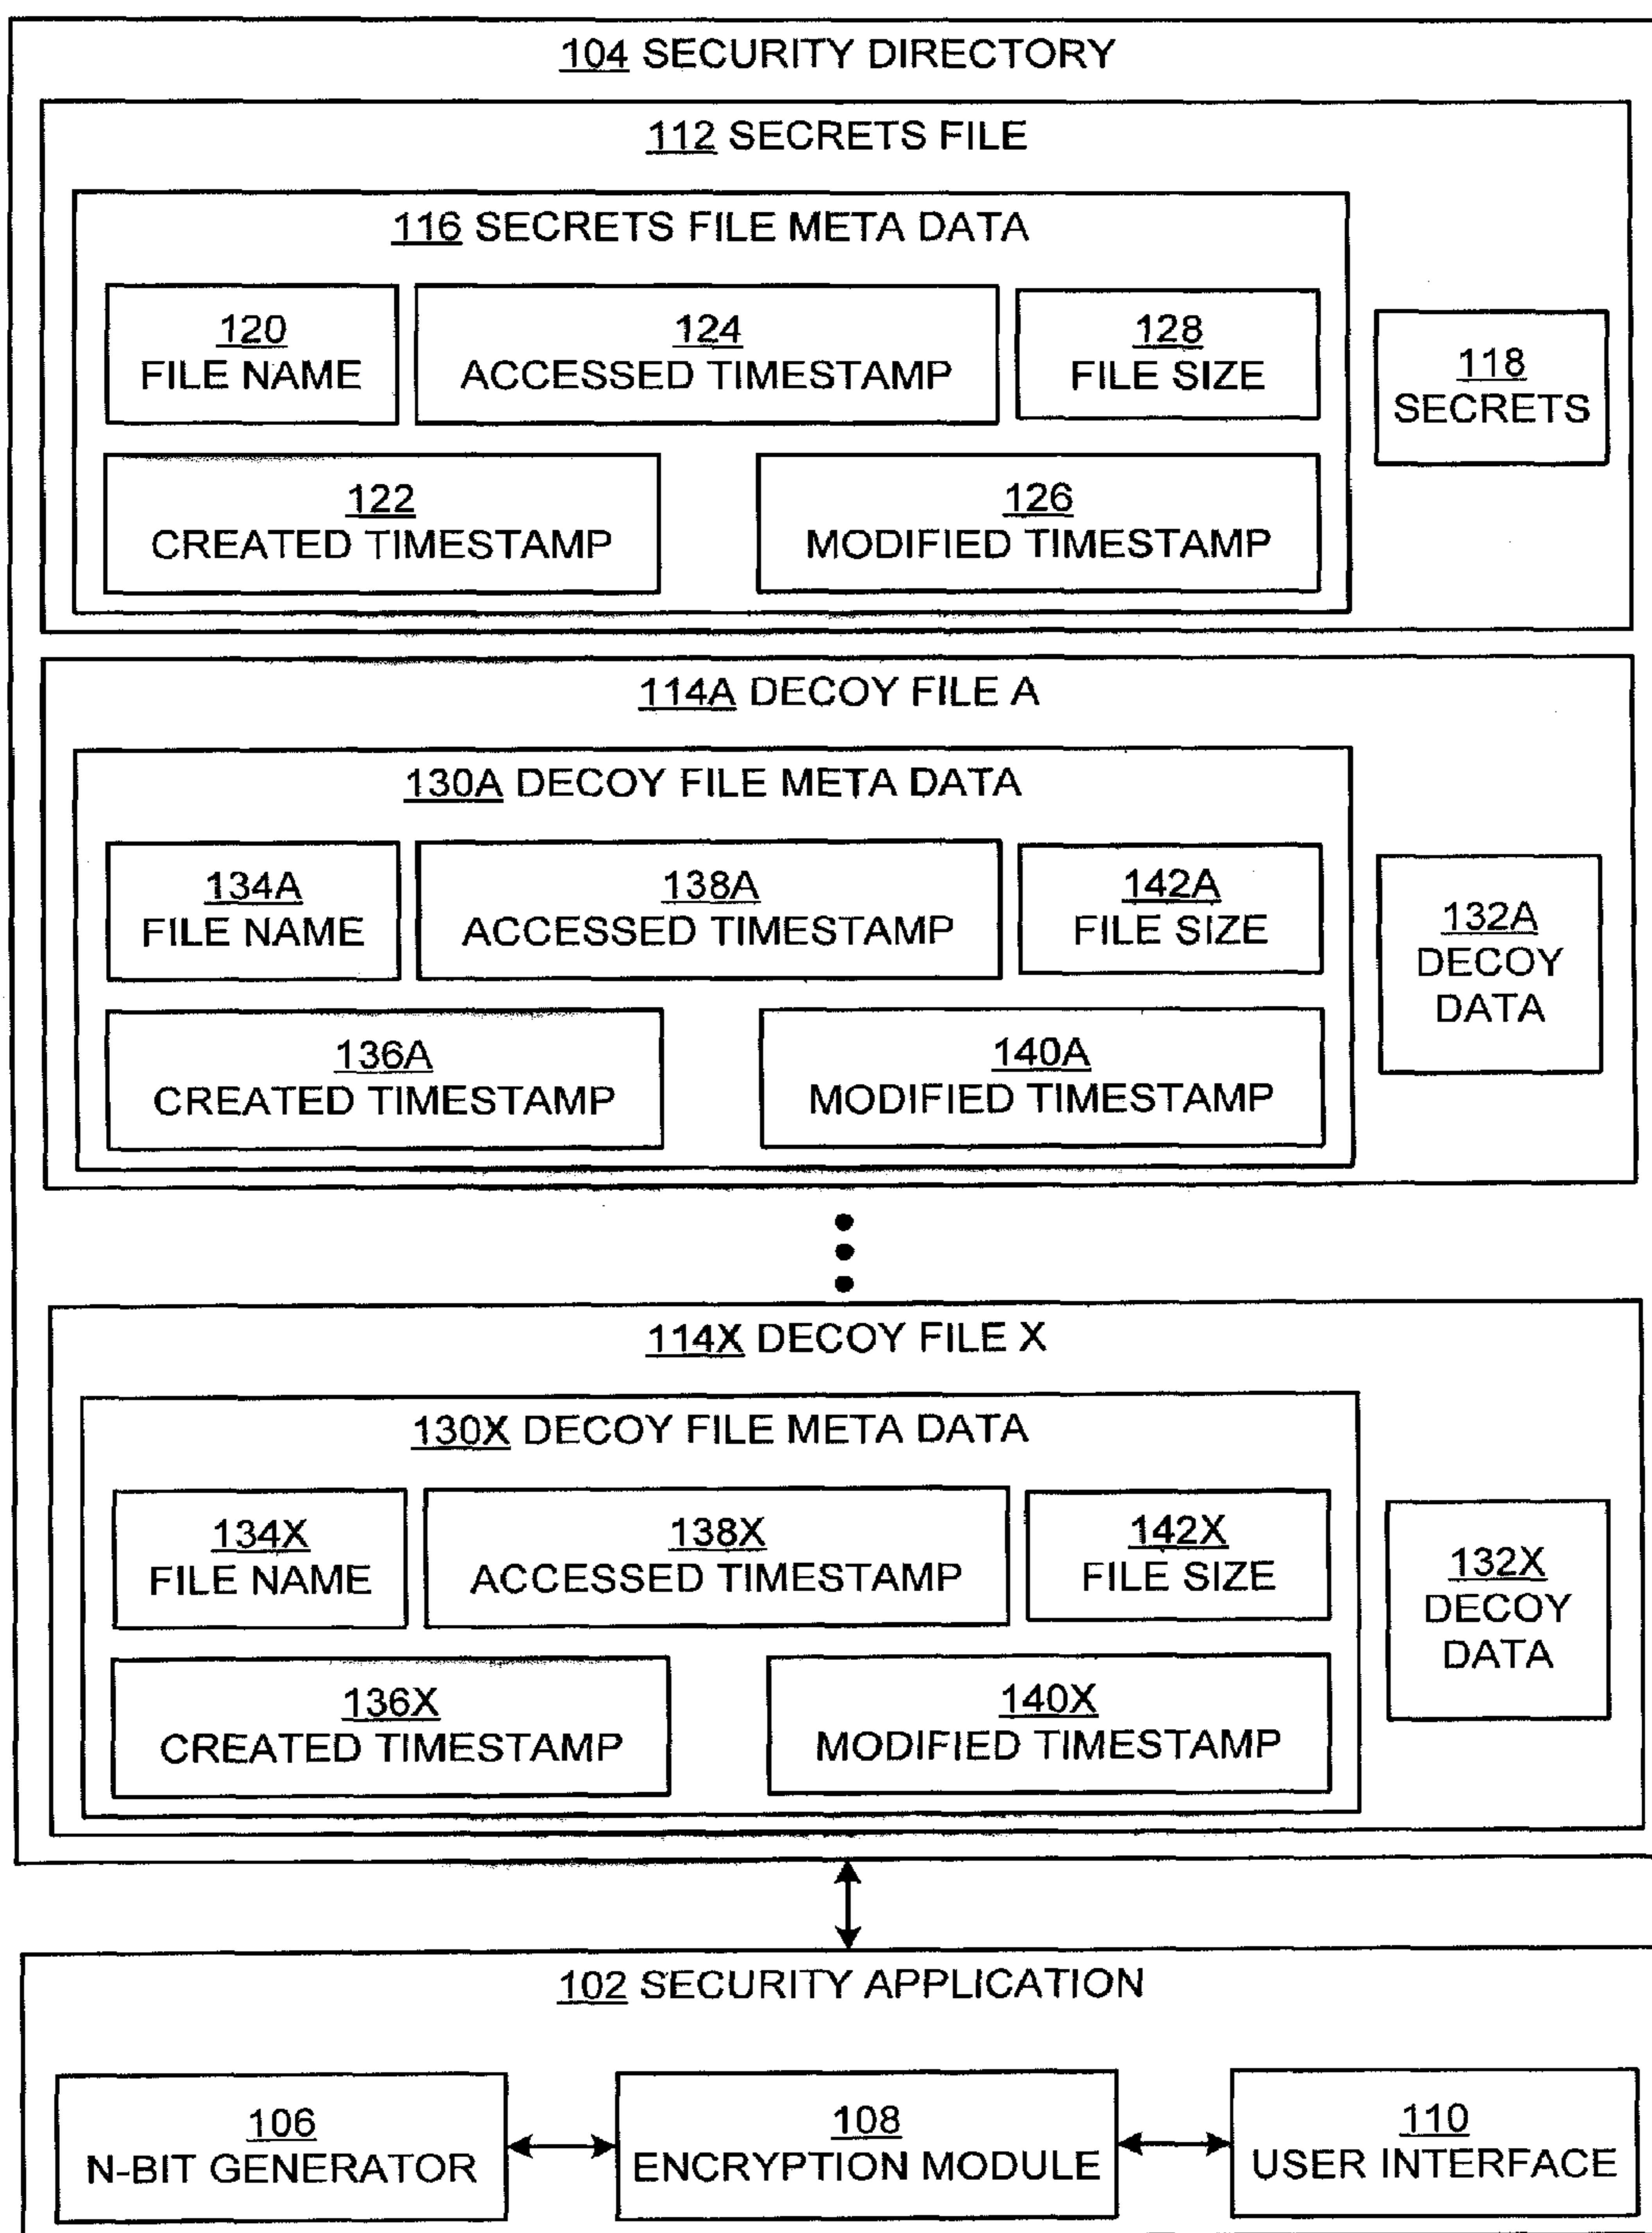 104 SECURITY DIRECTORY
112 SECRETS FILE
116 SECRETS FILE META DATA
120
FILE NAME
124
ACCESSED TIMESTAMP
128
FILE SIZE
118
SECRETS
122
CREATED TIMESTAMP
126
MODIFIED TIMESTAMP
114A DECOY FILE A
130A DECOY FILE META DATA
134A
FILE NAME
138A
ACCESSED TIMESTAMP
142A
FILE SIZE
132A
DECOY
DATA
136A
CREATED TIMESTAMP
140A
MODIFIED TIMESTAMP
114X DECOY FILE X
130X DECOY FILE META DATA
134X
FILE NAME
138X
ACCESSED TIMESTAMP
142X
FILE SIZE
132X
DECOY
DATA
136X
CREATED TIMESTAMP
140X
MODIFIED TIMESTAMP
102 SECURITY APPLICATION
106
N-BIT GENERATOR
108
ENCRYPTION MODULE
110
USER INTERFACE